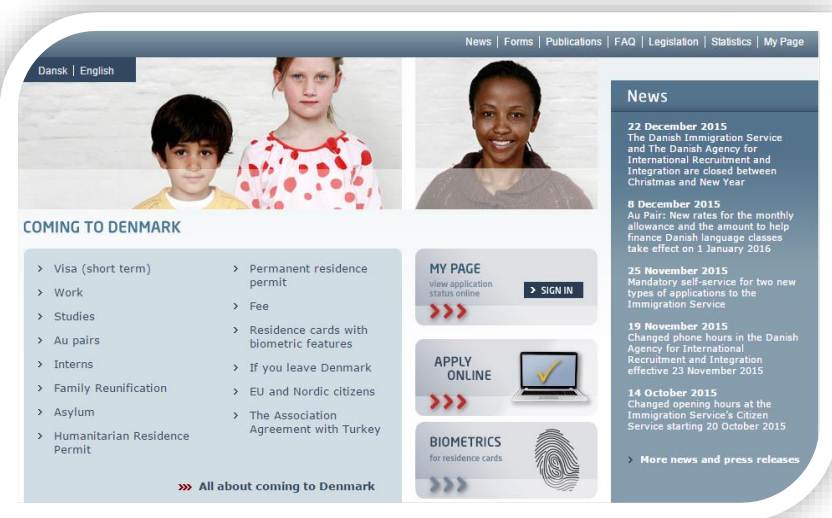 News | Forms | Publications | FAQ | Legislation | Statistics | My Page
Dansk | English
COMING TO DENMARK
Visa (short term)
Work
Studies
Au pairs
Interns
Family Reunification
Asylum
Humanitarian Residence
Permit
Permanent residence
permit
Fee
Residence cards with
biometric features
If you leave Denmark
EU and Nordic citizens
The Association
Agreement with Turkey
All about coming to Denmark
MY PAGE
view application
status online
SIGN IN
APPLY
ONLINE
BIOMETRICS
for residence cards
News
22 December 2015
The Danish Immigration Service
and The Danish Agency for
International Recruitment and
Integration are closed between
Christmas and New Year
8 December 2015
Au Pair: New rates for the monthly
allowance and the amount to help
finance Danish language classes
take effect on 1 January 2016
25 November 2015
Mandatory self-service for two new
types of applications to the
Immigration Service
19 November 2015
Changed phone hours in the Danish
Agency for International
Recruitment and Integration
effective 23 November 2015
14 October 2015
Changed opening hours at the
Immigration Service's Citizen
Service starting 20 October 2015
More news and press releases